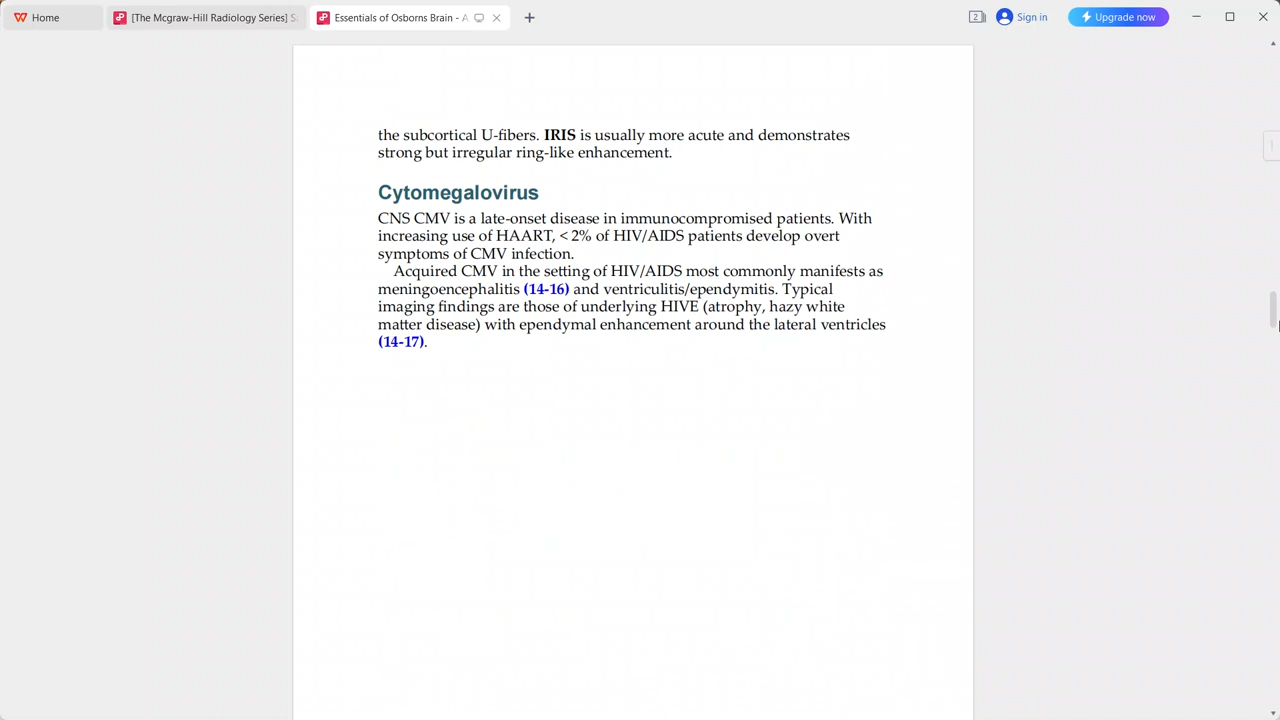 Home
[The Mcgraw-Hill Radiology Series] S
Essentials of Osborns Brain - A
2
Sign in
Upgrade now
the subcortical U-fibers. IRIS is usually more acute and demonstrates
strong but irregular ring-like enhancement.
Cytomegalovirus
CNS CMV is a late-onset disease in immunocompromised patients. With
increasing use of HAART, < 2% of HIV/AIDS patients develop overt
symptoms of CMV infection.
Acquired CMV in the setting of HIV/AIDS most commonly manifests as
meningoencephalitis (14-16) and ventriculitis/ependymitis. Typical
imaging findings are those of underlying HIVE (atrophy, hazy white
matter disease) with ependymal enhancement around the lateral ventricles
(14-17).